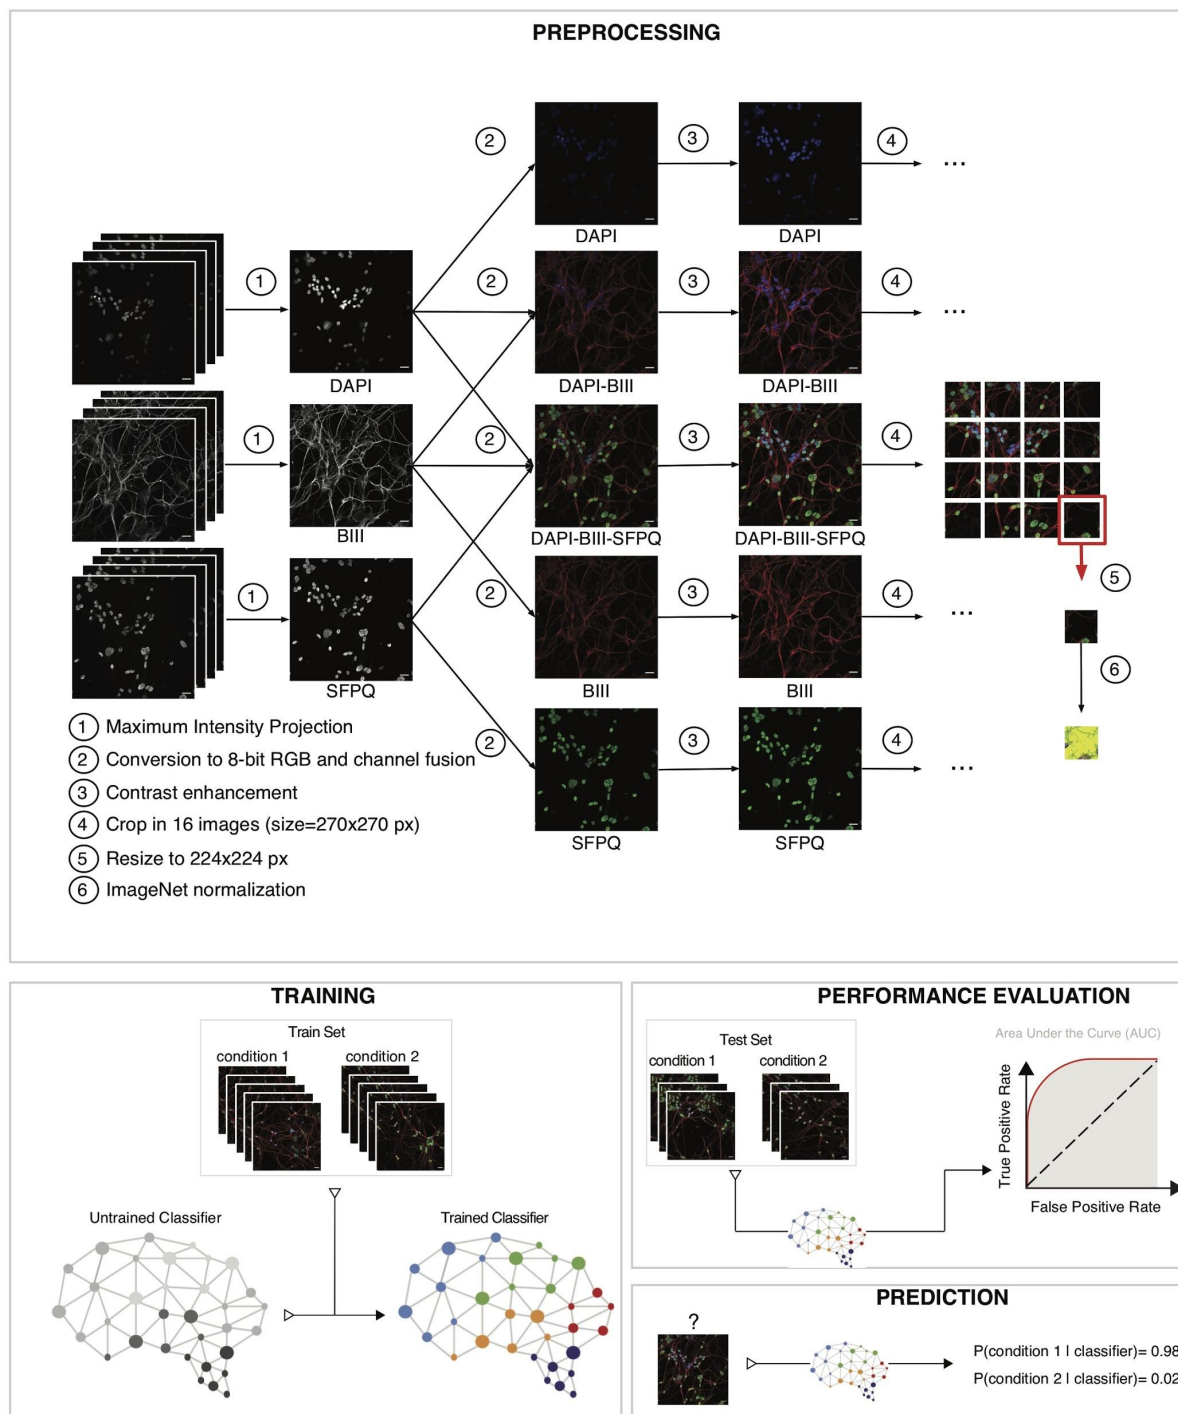 PREPROCESSING
2
3
4
...
DAPI
DAPI
1
2
3
4
...
DAPI
DAPI-BIII
DAPI-BIII
1
2
3
4
BIII
DAPI-BIII-SFPQ
DAPI-BIII-SFPQ
5
1
2
3
4
...
6
SFPQ
BIII
BIII
2
3
4
...
SFPQ
SFPQ
1 Maximum Intensity Projection
2 Conversion to 8-bit RGB and channel fusion
3 Contrast enhancement
4 Crop in 16 images (size=270x270 px)
5 Resize to 224x224 px
6 ImageNet normalization
TRAINING
Train Set
condition 1
condition 2
Untrained Classifier
Trained Classifier
PERFORMANCE EVALUATION
Test Set
condition 1
condition 2
Area Under the Curve (AUC)
True Positive Rate
False Positive Rate
PREDICTION
?
P(condition 1 I classifier)= 0.98
P(condition 2 I classifier)= 0.02